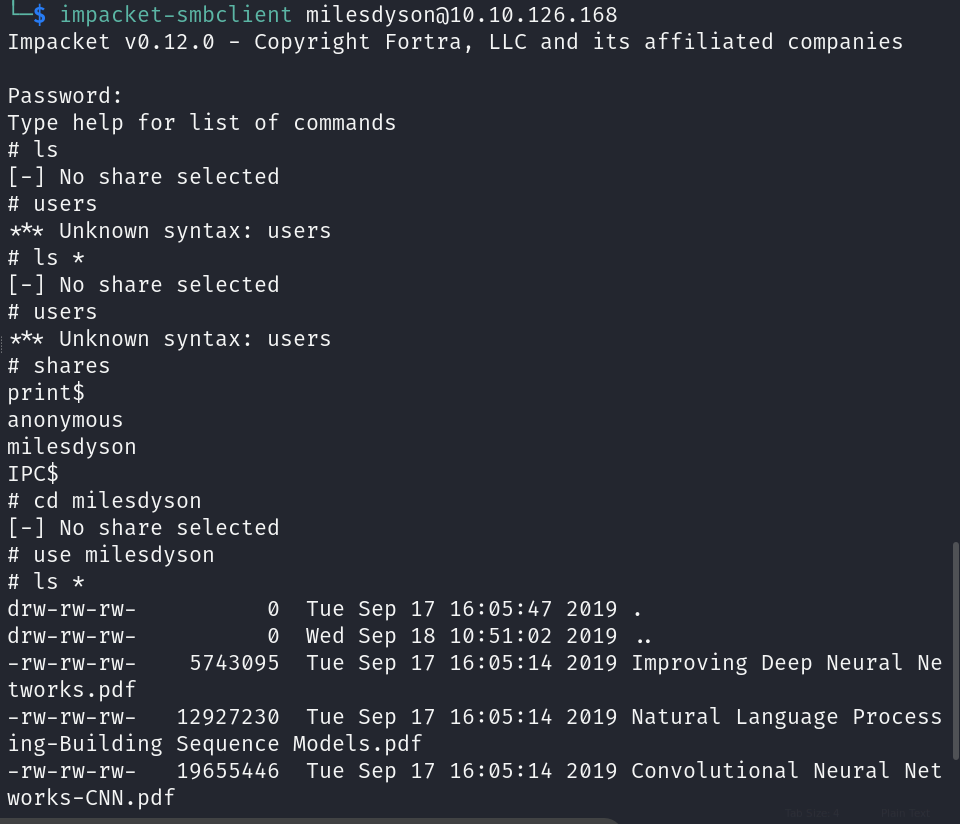 └─$ impacket-smbclient milesdyson@10.10.126.168
Impacket v0.12.0 - Copyright Fortra, LLC and its affiliated companies
Password:
Type help for list of commands
# ls
[-] No share selected
# users
*** Unknown syntax: users
# ls *
[-] No share selected
# users
*** Unknown syntax: users
# shares
print$
anonymous
milesdyson
IPC$
# cd milesdyson
[-] No share selected
# use milesdyson
# ls *
drw-rw-rw-          0  Tue Sep 17 16:05:47 2019 .
drw-rw-rw-          0  Wed Sep 18 10:51:02 2019 ..
-rw-rw-rw-    5743095  Tue Sep 17 16:05:14 2019 Improving Deep Neural Ne
tworks.pdf
-rw-rw-rw-   12927230  Tue Sep 17 16:05:14 2019 Natural Language Process
ing-Building Sequence Models.pdf
-rw-rw-rw-   19655446  Tue Sep 17 16:05:14 2019 Convolutional Neural Net
works-CNN.pdf